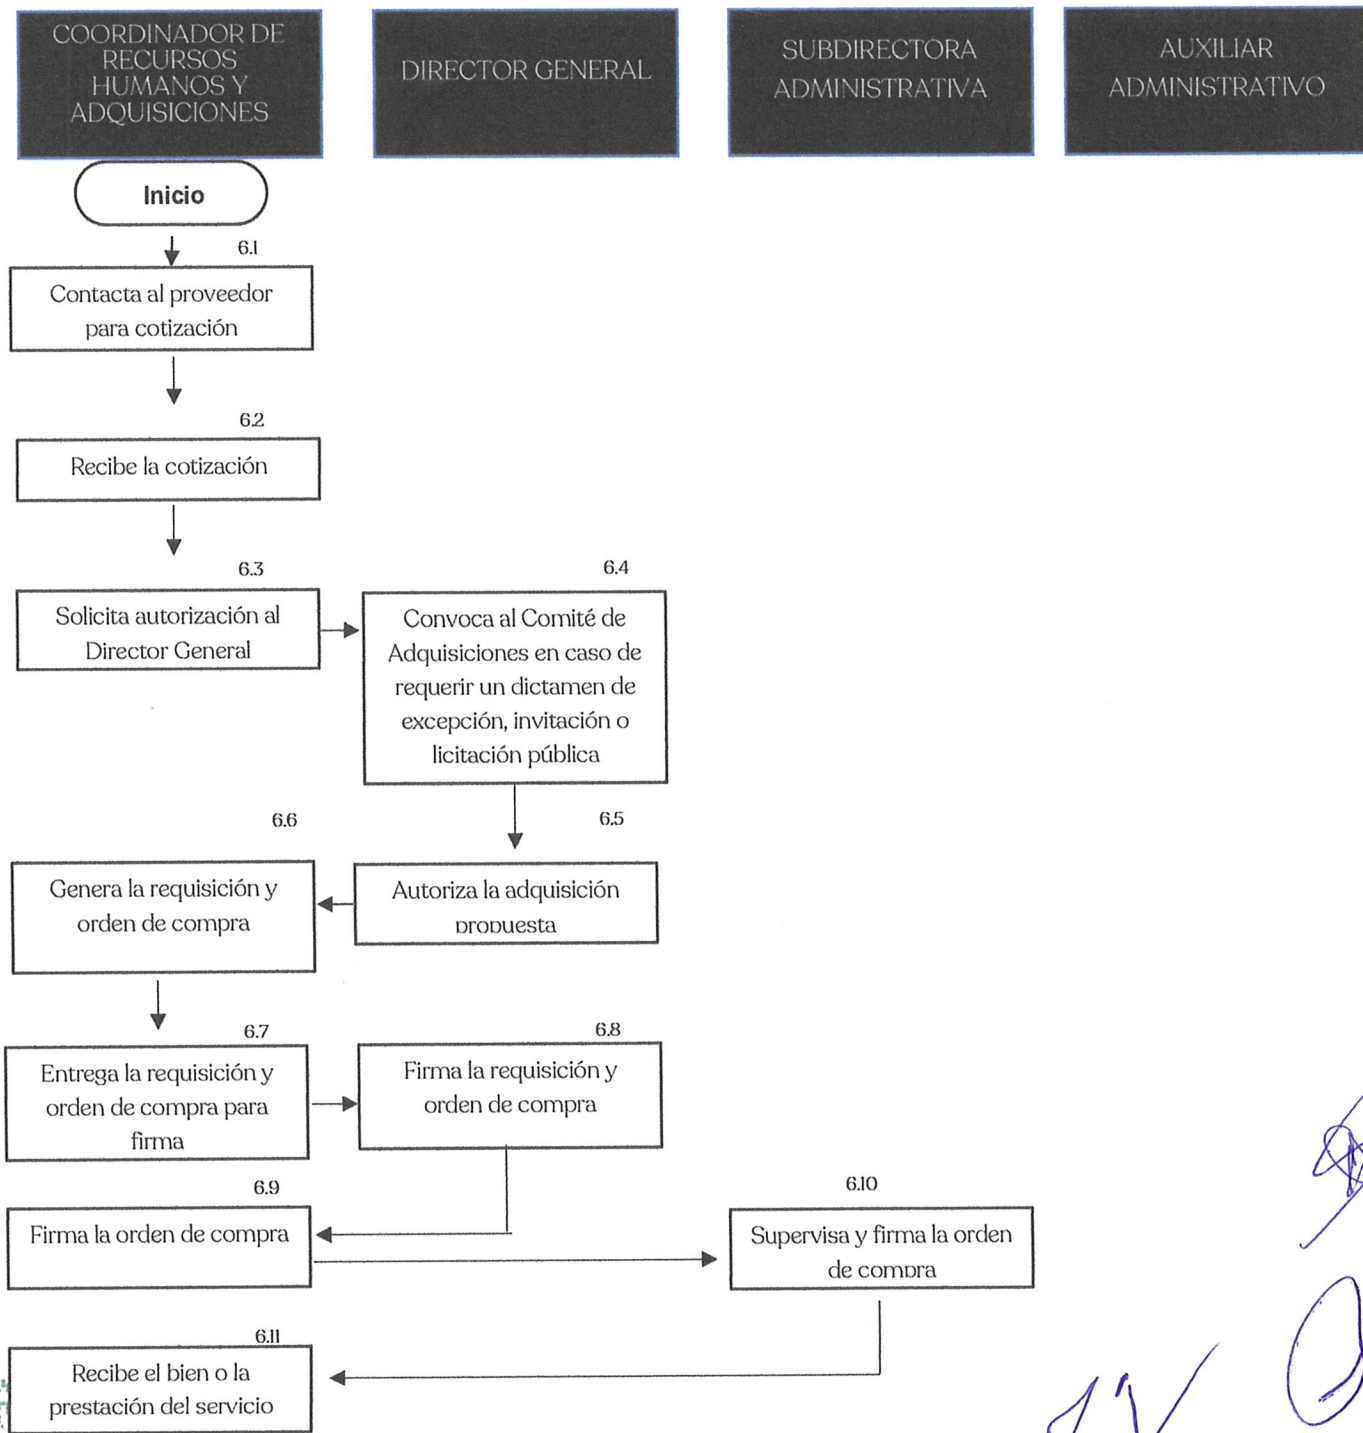 COORDINADOR DE
RECURSOS
HUMANOS Y
ADQUISICIONES
DIRECTOR GENERAL
SUBDIRECTORA
ADMINISTRATIVA
AUXILIAR
ADMINISTRATIVO
Inicio
6.1
Contacta al proveedor
para cotización
6.2
Recibe la cotización
6.3
Solicita autorización al
Director General
6.4
Convoca al Comité de
Adquisiciones en caso de
requerir un dictamen de
excepción, invitación o
licitación pública
6.5
Autoriza la adquisición
propuesta
6.6
Genera la requisición y
orden de compra
6.7
Entrega la requisición y
orden de compra para
firma
6.8
Firma la requisición y
orden de compra
6.9
Firma la orden de compra
6.10
Supervisa y firma la orden
de compra
6.11
Recibe el bien o la
prestación del servicio